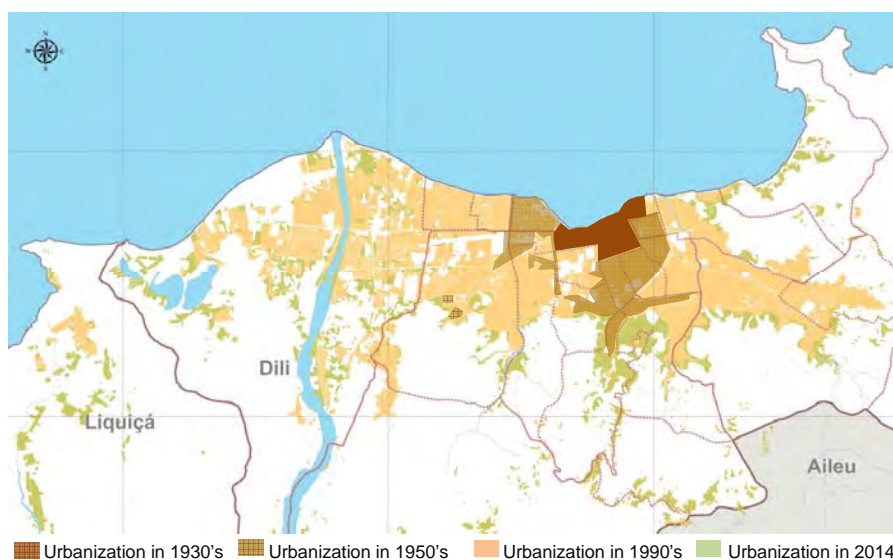 N
W E
S
Dili
Liquiçá
Aileu
Urbanization in 1930's Urbanization in 1950's Urbanization in 1990's Urbanization in 2014